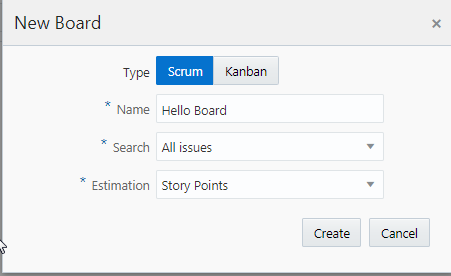 New Board ×
Type Scrum Kanban
* Name Hello Board
* Search All issues
* Estimation Story Points
Create Cancel